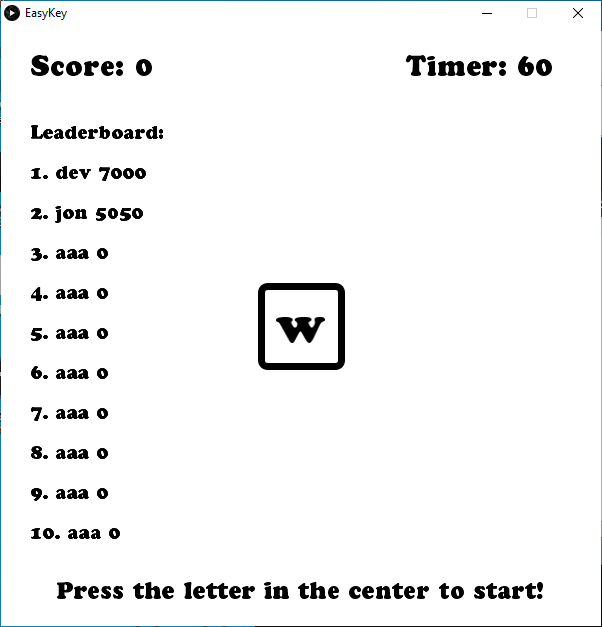 EasyKey
Score: 0
Timer: 60
Leaderboard:
1. dev 7000
2. jon 5050
3. aaa 0
4. aaa 0
5. aaa 0
6. aaa 0
7. aaa 0
8. aaa 0
9. aaa 0
10. aaa 0
w
Press the letter in the center to start!